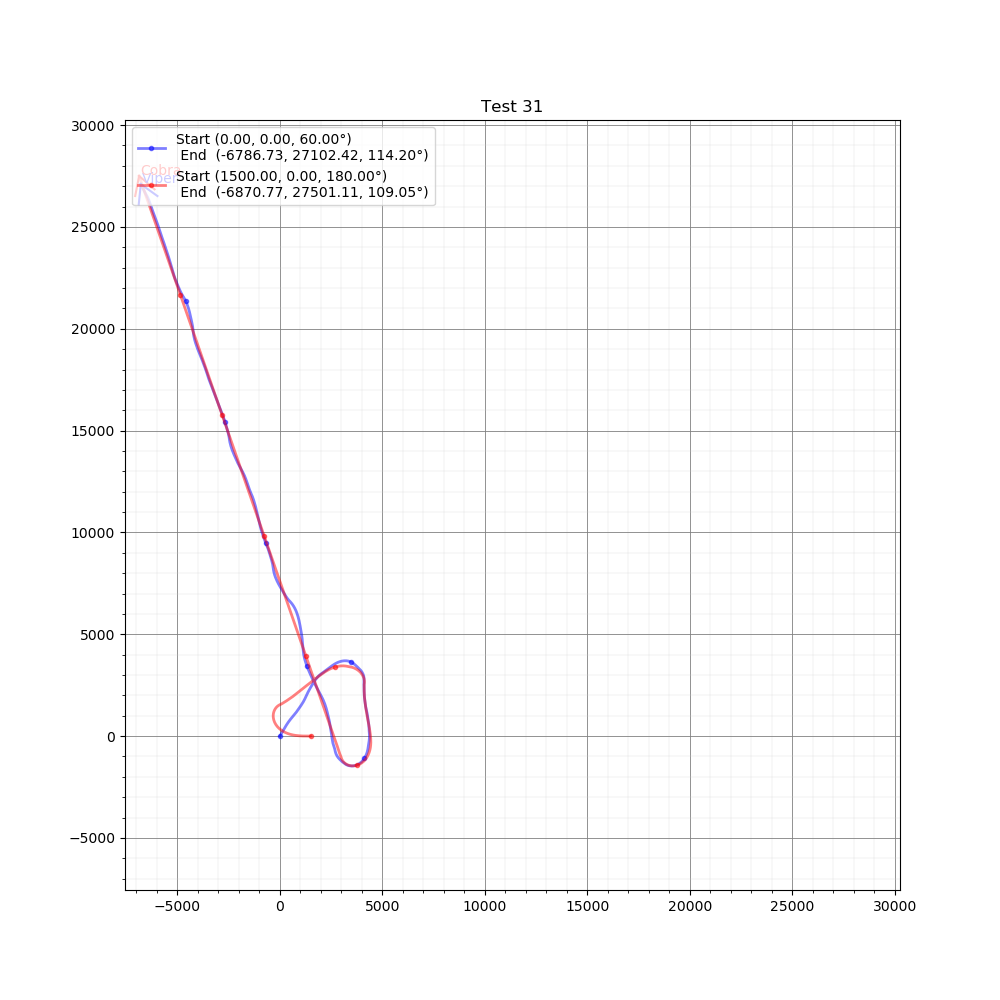 Test 31
Start (0.00, 0.00, 60.00°)
End (-6786.73, 27102.42, 114.20°)
Start (1500.00, 0.00, 180.00°)
End (-6870.77, 27501.11, 109.05°)
Cobra
Viper
30000
25000
20000
15000
10000
5000
0
−5000
−5000 0 5000 10000 15000 20000 25000 30000